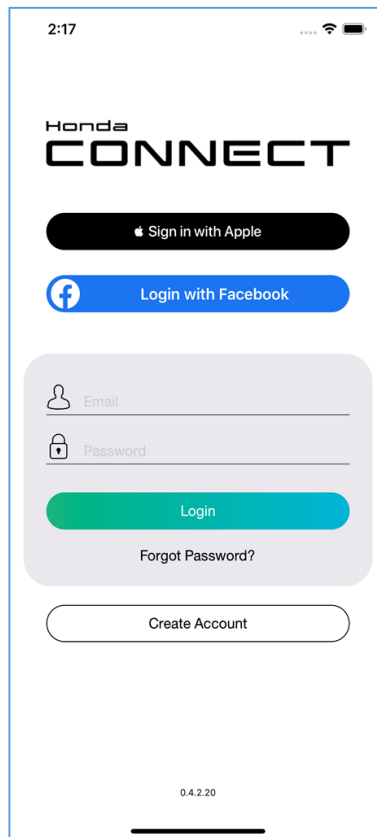 2:17
Honda
CONNECT
Sign in with Apple
Login with Facebook
Email
Password
Login
Forgot Password?
Create Account
0.4.2.20